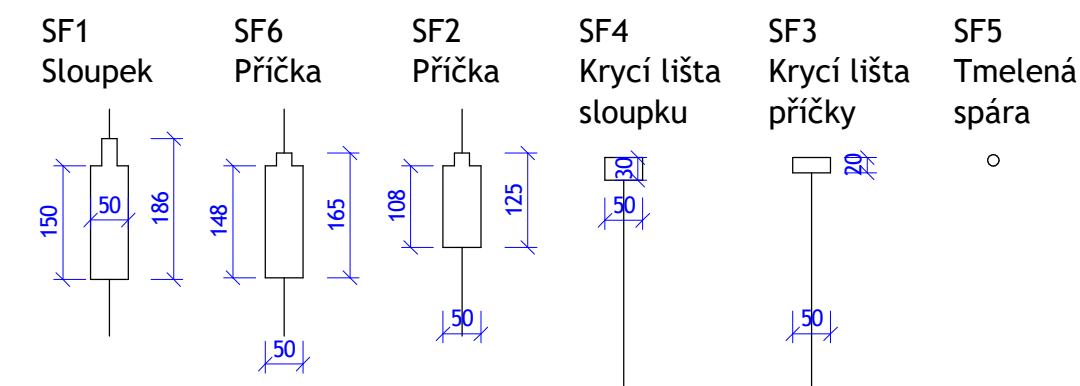 SF1
Sloupek
SF6
Příčka
SF2
Příčka
SF4
Krycí lišta
sloupku
SF3
Krycí lišta
příčky
SF5
Tmelená
spára
150
50
186
148
165
50
108
125
50
30
50
20
50